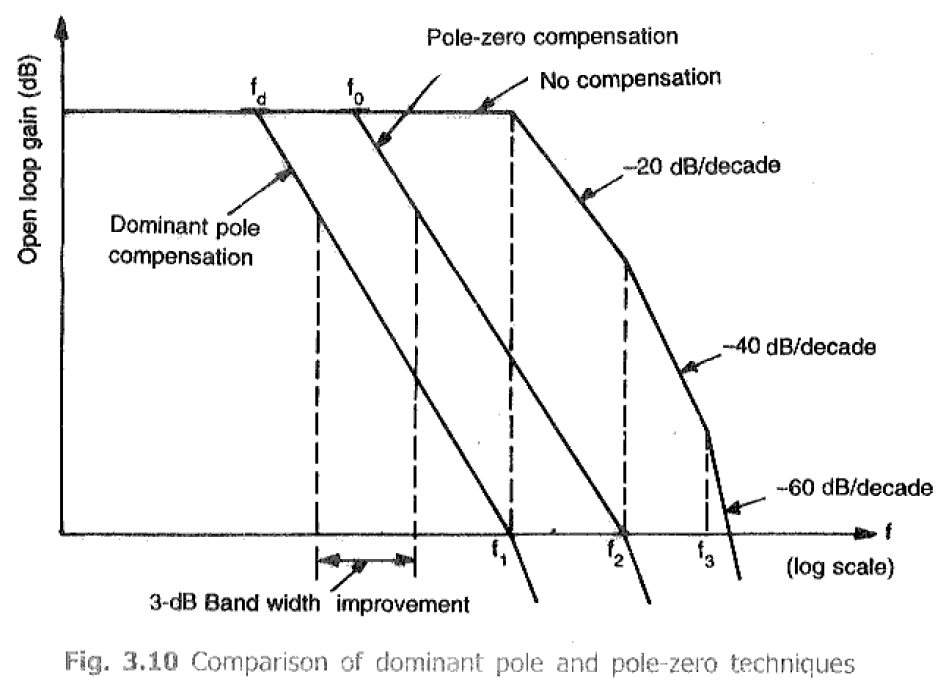 Pole-zero compensation
No compensation
f_d
f_0
Open loop gain (dB)
–20 dB/decade
Dominant pole
compensation
–40 dB/decade
–60 dB/decade
f
f_1
f_2
f_3
(log scale)
3-dB Band width improvement
Fig. 3.10 Comparison of dominant pole and pole-zero techniques